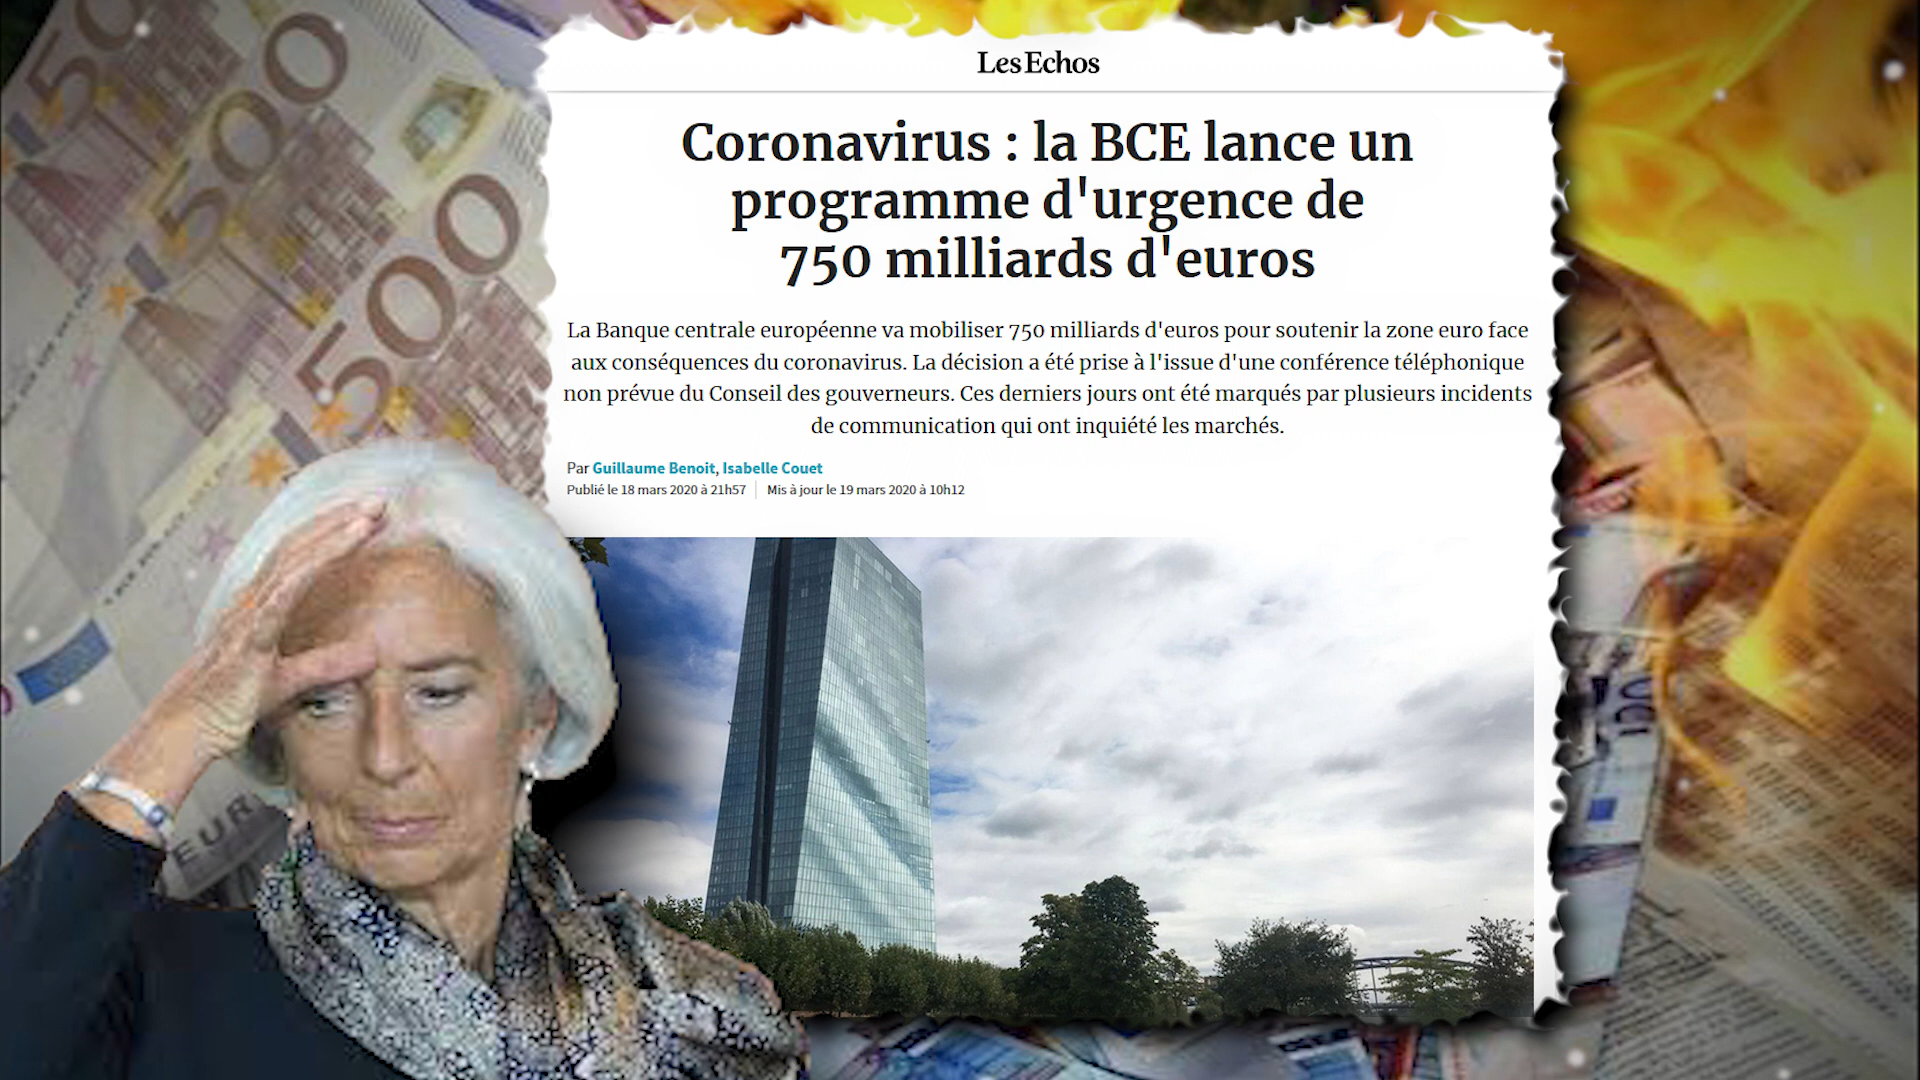 Les Echos
Coronavirus : la BCE lance un
programme d'urgence de
750 milliards d'euros
La Banque centrale européenne va mobiliser 750 milliards d'euros pour soutenir la zone euro face
aux conséquences du coronavirus. La décision a été prise à l'issue d'une conférence téléphonique
non prévue du Conseil des gouverneurs. Ces derniers jours ont été marqués par plusieurs incidents
de communication qui ont inquiété les marchés.
Par Guillaume Benoit, Isabelle Couet
Publié le 18 mars 2020 à 21h57 Mis à jour le 19 mars 2020 à 10h12
500
500
500
EUR